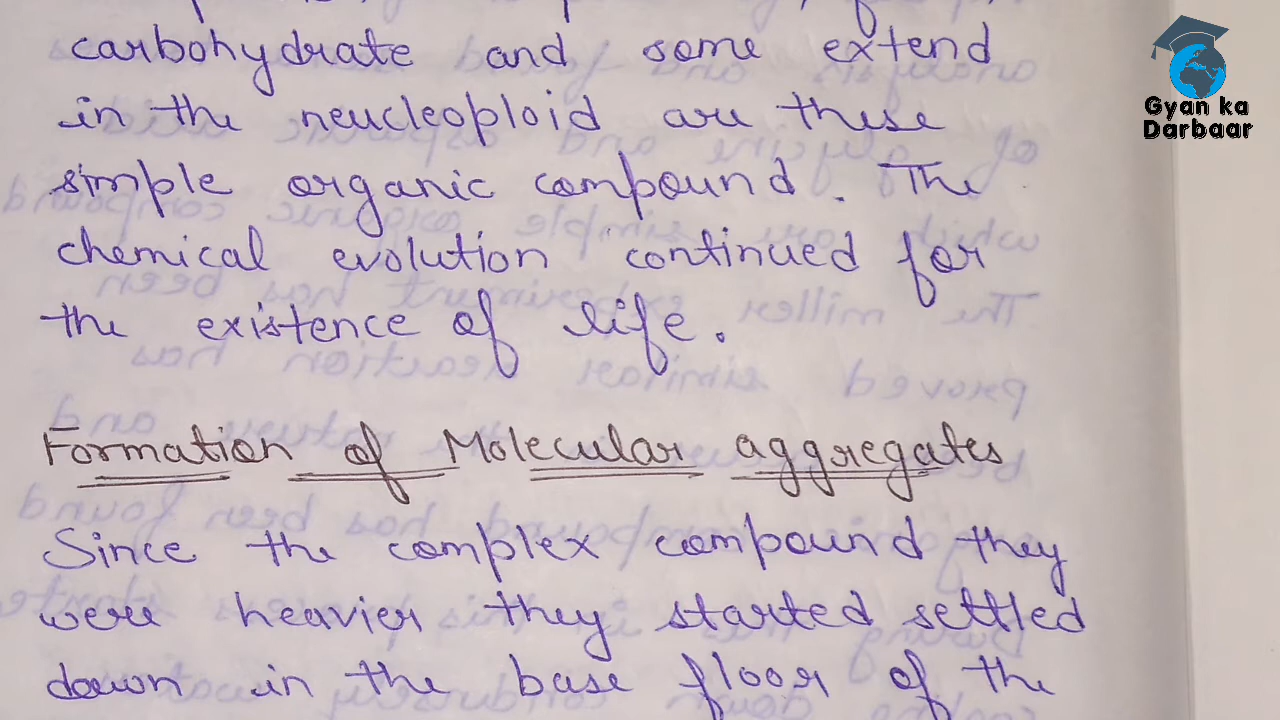 carbohydrate and some extend
in the neucleoploid are these
simple organic compound. The
chemical evolution continued for
the existence of life.
Formation of Molecular aggregates
Since the complex compound they
were heavier they started settled
down in the base floor of the
Gyan ka
Darbaar